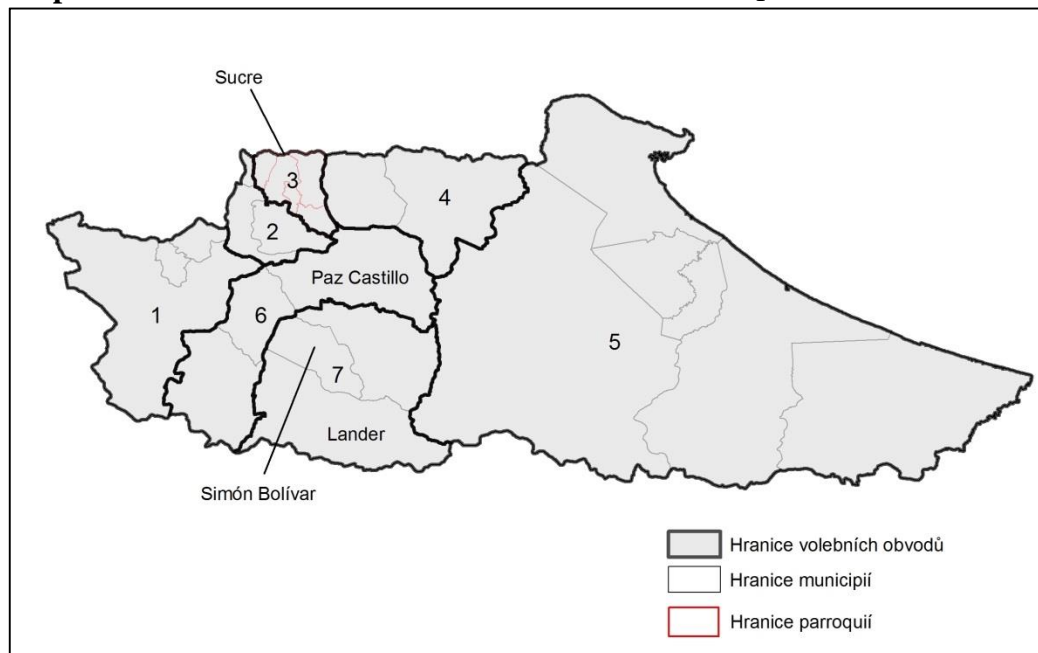 Sucre
3
4
2
Paz Castillo
1
6
5
7
Lander
Simón Bolívar
Hranice volebních obvodů
Hranice municipií
Hranice parroquií